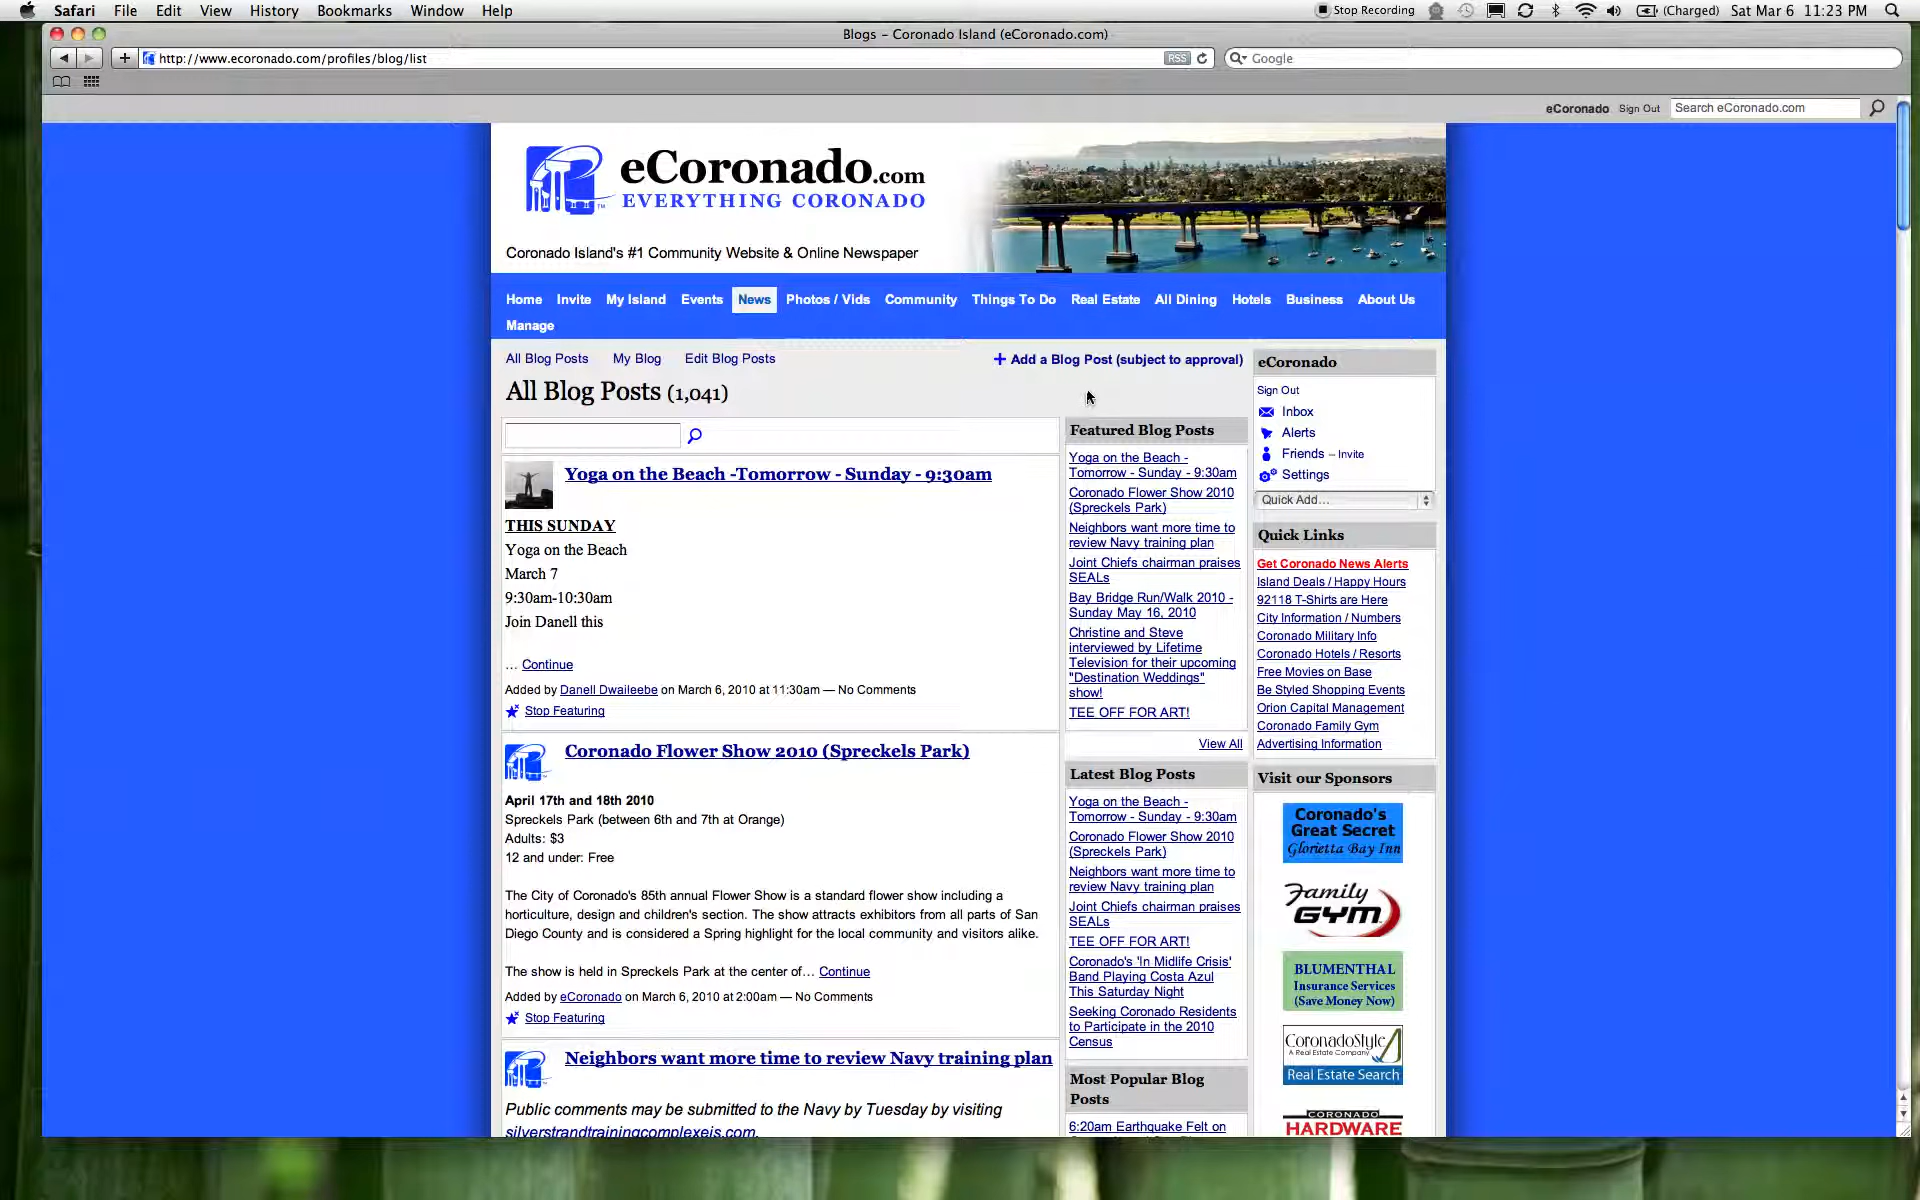 Safari File Edit View History Bookmarks Window Help
Stop Recording (Charged) Sat Mar 6 11:23 PM
Blogs – Coronado Island (eCoronado.com)
http://www.ecoronado.com/profiles/blog/list RSS Google
eCoronado Sign Out Search eCoronado.com
eCoronado.com
EVERYTHING CORONADO
Coronado Island's #1 Community Website & Online Newspaper
Home Invite My Island Events News Photos / Vids Community Things To Do Real Estate All Dining Hotels Business About Us
Manage
All Blog Posts My Blog Edit Blog Posts
+ Add a Blog Post (subject to approval)
All Blog Posts (1,041)
Yoga on the Beach -Tomorrow - Sunday - 9:30am
THIS SUNDAY
Yoga on the Beach
March 7
9:30am-10:30am
Join Danell this
... Continue
Added by Danell Dwaileebe on March 6, 2010 at 11:30am — No Comments
Stop Featuring
Coronado Flower Show 2010 (Spreckels Park)
April 17th and 18th 2010
Spreckels Park (between 6th and 7th at Orange)
Adults: $3
12 and under: Free
The City of Coronado's 85th annual Flower Show is a standard flower show including a
horticulture, design and children's section. The show attracts exhibitors from all parts of San
Diego County and is considered a Spring highlight for the local community and visitors alike.
The show is held in Spreckels Park at the center of... Continue
Added by eCoronado on March 6, 2010 at 2:00am — No Comments
Stop Featuring
Neighbors want more time to review Navy training plan
Public comments may be submitted to the Navy by Tuesday by visiting
silverstrandtrainingcomplexeis.com.
Featured Blog Posts
Yoga on the Beach -
Tomorrow - Sunday - 9:30am
Coronado Flower Show 2010
(Spreckels Park)
Neighbors want more time to
review Navy training plan
Joint Chiefs chairman praises
SEALs
Bay Bridge Run/Walk 2010 -
Sunday May 16, 2010
Christine and Steve
interviewed by Lifetime
Television for their upcoming
"Destination Weddings"
show!
TEE OFF FOR ART!
View All
Latest Blog Posts
Yoga on the Beach -
Tomorrow - Sunday - 9:30am
Coronado Flower Show 2010
(Spreckels Park)
Neighbors want more time to
review Navy training plan
Joint Chiefs chairman praises
SEALs
TEE OFF FOR ART!
Coronado's 'In Midlife Crisis'
Band Playing Costa Azul
This Saturday Night
Seeking Coronado Residents
to Participate in the 2010
Census
Most Popular Blog
Posts
6:20am Earthquake Felt on
eCoronado
Sign Out
Inbox
Alerts
Friends – Invite
Settings
Quick Add...
Quick Links
Get Coronado News Alerts
Island Deals / Happy Hours
92118 T-Shirts are Here
City Information / Numbers
Coronado Military Info
Coronado Hotels / Resorts
Free Movies on Base
Be Styled Shopping Events
Orion Capital Management
Coronado Family Gym
Advertising Information
Visit our Sponsors
Coronado's
Great Secret
Glorietta Bay Inn
Family
GYM
BLUMENTHAL
Insurance Services
(Save Money Now)
CoronadoStyle
A Real Estate Company
Real Estate Search
CORONADO
HARDWARE